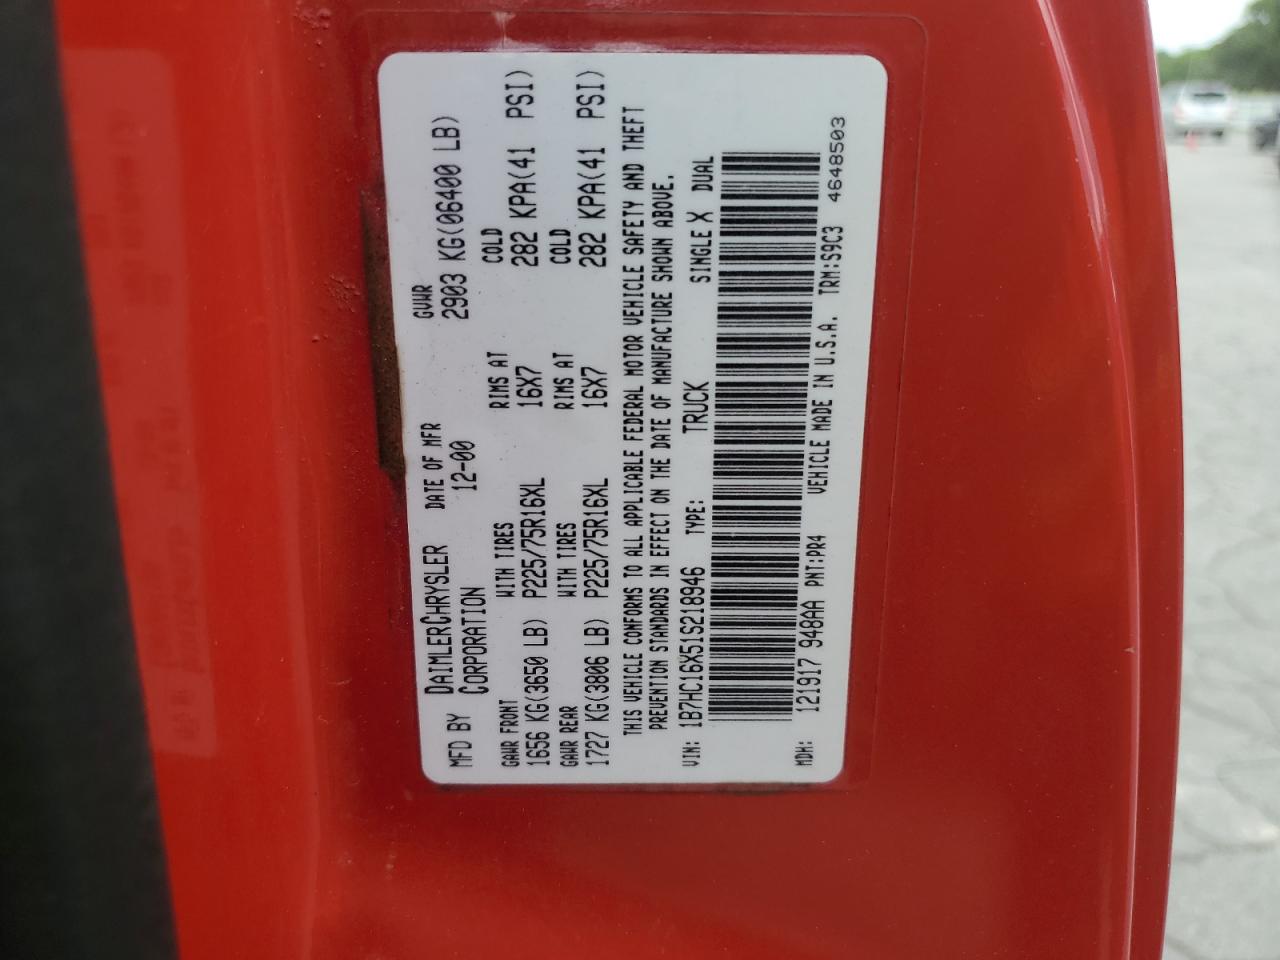 MFD BY DAIMLERCHRYSLER CORPORATION DATE OF MFR 12-00 GVWR 2903 KG(06400 LB)
GAWR FRONT WITH TIRES RIMS AT COLD
1656 KG(3650 LB) P225/75R16XL 16X7 282 KPA(41 PSI)
GAWR REAR WITH TIRES RIMS AT COLD
1727 KG(3806 LB) P225/75R16XL 16X7 282 KPA(41 PSI)
THIS VEHICLE CONFORMS TO ALL APPLICABLE FEDERAL MOTOR VEHICLE SAFETY AND THEFT
PREVENTION STANDARDS IN EFFECT ON THE DATE OF MANUFACTURE SHOWN ABOVE.
VIN: 1B7HC16X51S218946 TYPE: TRUCK SINGLE X DUAL
MDH: 121917 948AA PNT:PR4 VEHICLE MADE IN U.S.A. TRM:S9C3 4648503